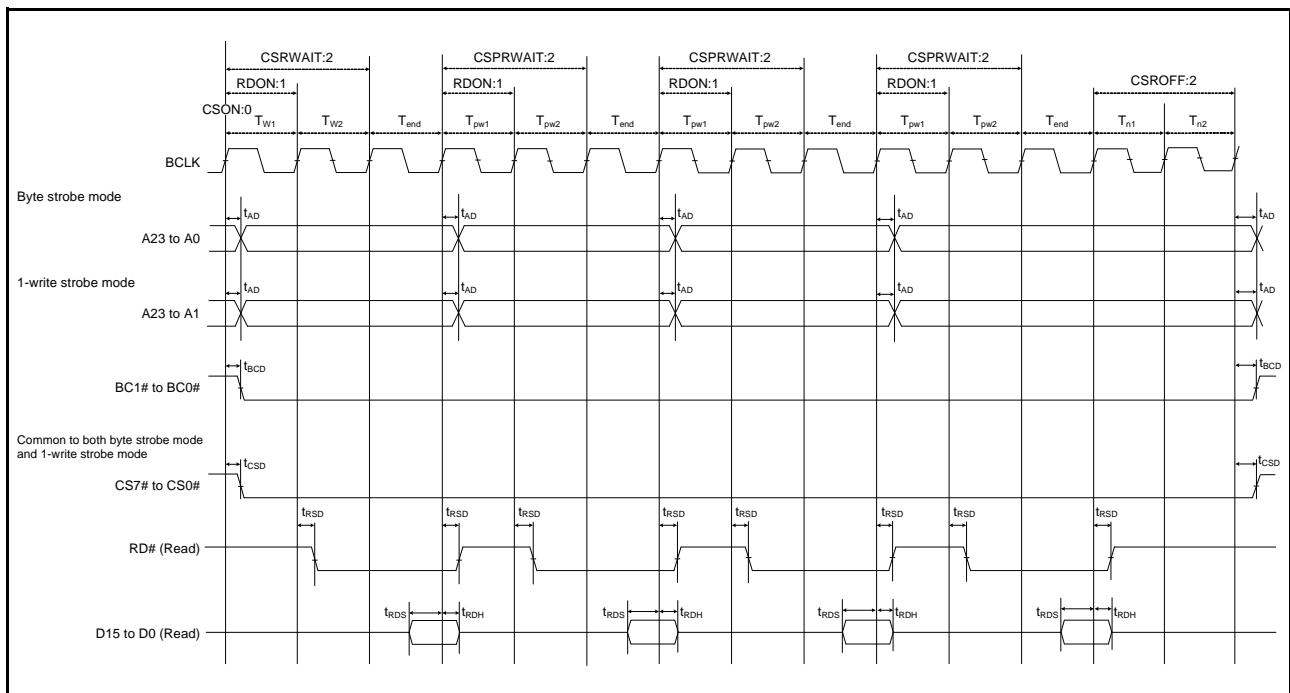 CSRWAIT:2 CSPRWAIT:2 CSPRWAIT:2 CSPRWAIT:2
RDON:1 RDON:1 RDON:1 RDON:1 CSROFF:2
CSON:0
TW1 TW2 Tend Tpw1 Tpw2 Tend Tpw1 Tpw2 Tend Tpw1 Tpw2 Tend Tn1 Tn2
BCLK
Byte strobe mode
tAD tAD tAD tAD tAD
A23 to A0
1-write strobe mode
tAD tAD tAD tAD tAD
A23 to A1
tBCD tBCD
BC1# to BC0#
Common to both byte strobe mode
and 1-write strobe mode
tCSD tCSD
CS7# to CS0#
tRSD tRSD tRSD tRSD tRSD tRSD tRSD tRSD
RD# (Read)
tRDS tRDH tRDS tRDH tRDS tRDH tRDS tRDH
D15 to D0 (Read)